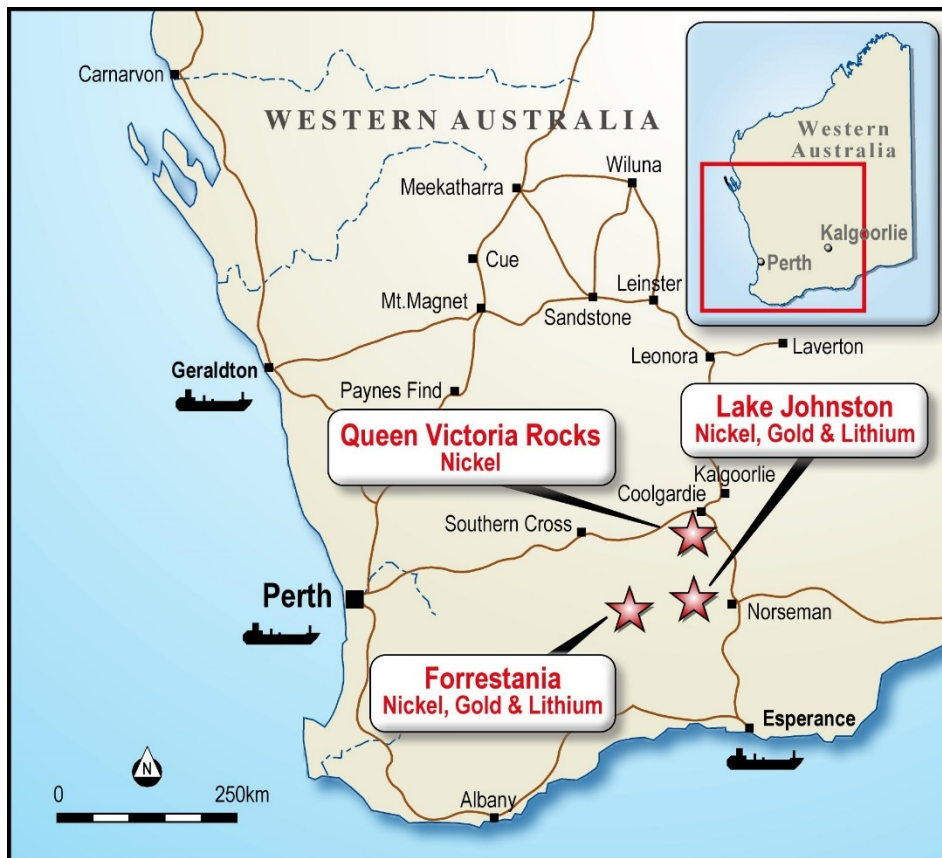 Carnarvon
WESTERN AUSTRALIA
Western
Australia
Kalgoorlie
Perth
Wiluna
Meekatharra
Cue
Leinster
Mt.Magnet
Sandstone
Laverton
Leonora
Geraldton
Paynes Find
Lake Johnston
Nickel, Gold & Lithium
Queen Victoria Rocks
Nickel
Kalgoorlie
Coolgardie
Southern Cross
Perth
Norseman
Forrestania
Nickel, Gold & Lithium
Esperance
N
0 250km
Albany